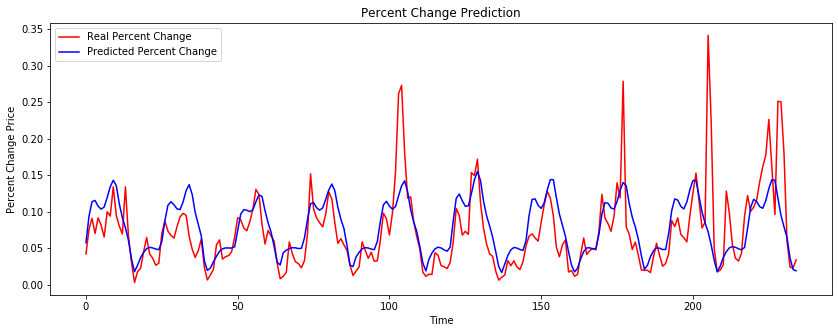 Percent Change Prediction
Real Percent Change
Predicted Percent Change
Percent Change Price
0.35
0.30
0.25
0.20
0.15
0.10
0.05
0.00
0
50
100
150
200
Time